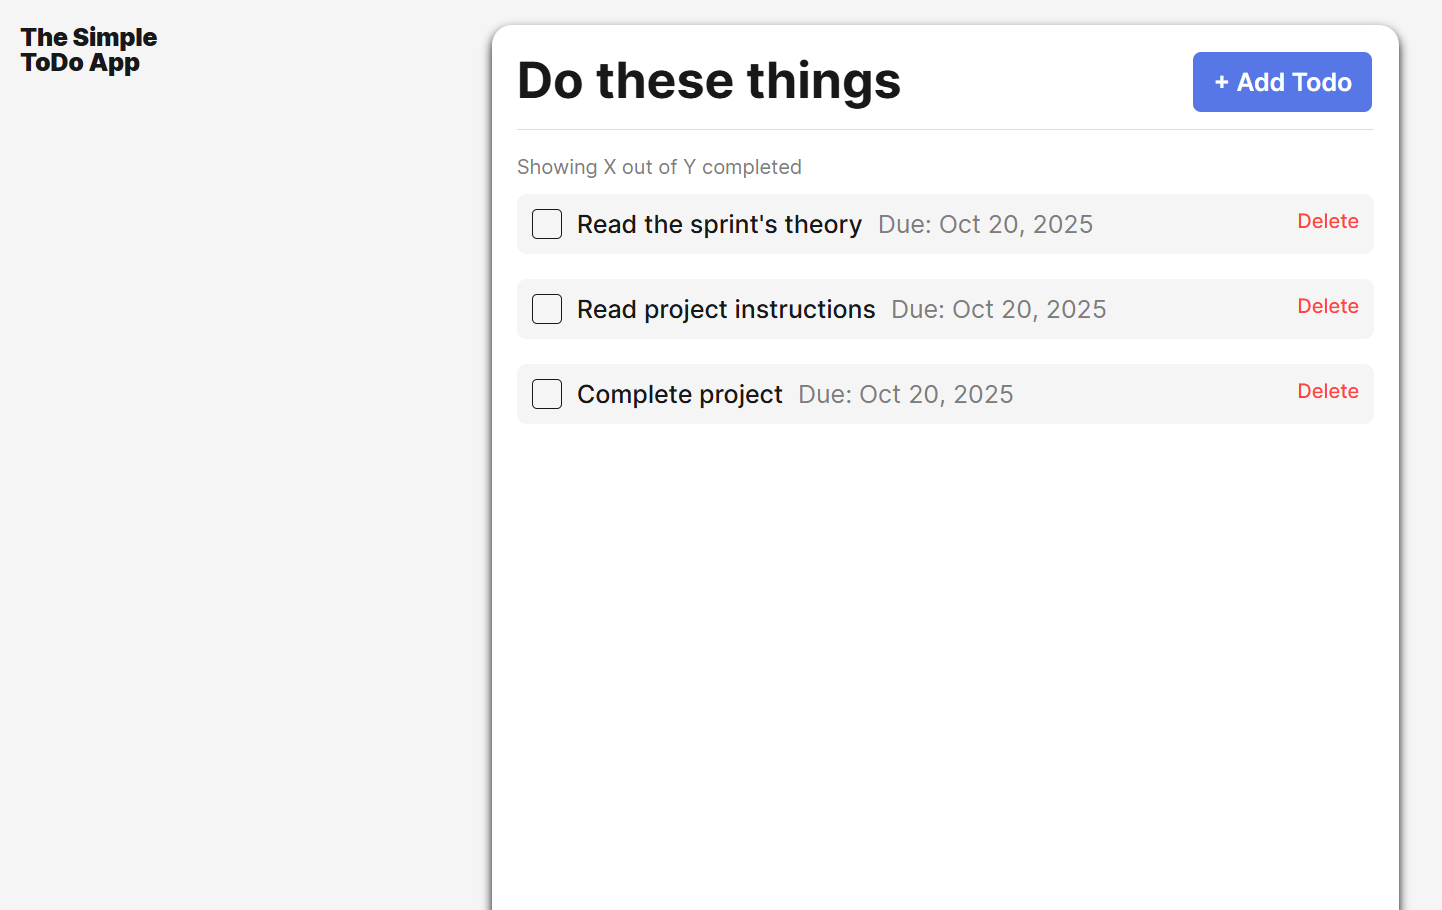 The Simple
ToDo App
Do these things
+ Add Todo
Showing X out of Y completed
Read the sprint's theory Due: Oct 20, 2025 Delete
Read project instructions Due: Oct 20, 2025 Delete
Complete project Due: Oct 20, 2025 Delete